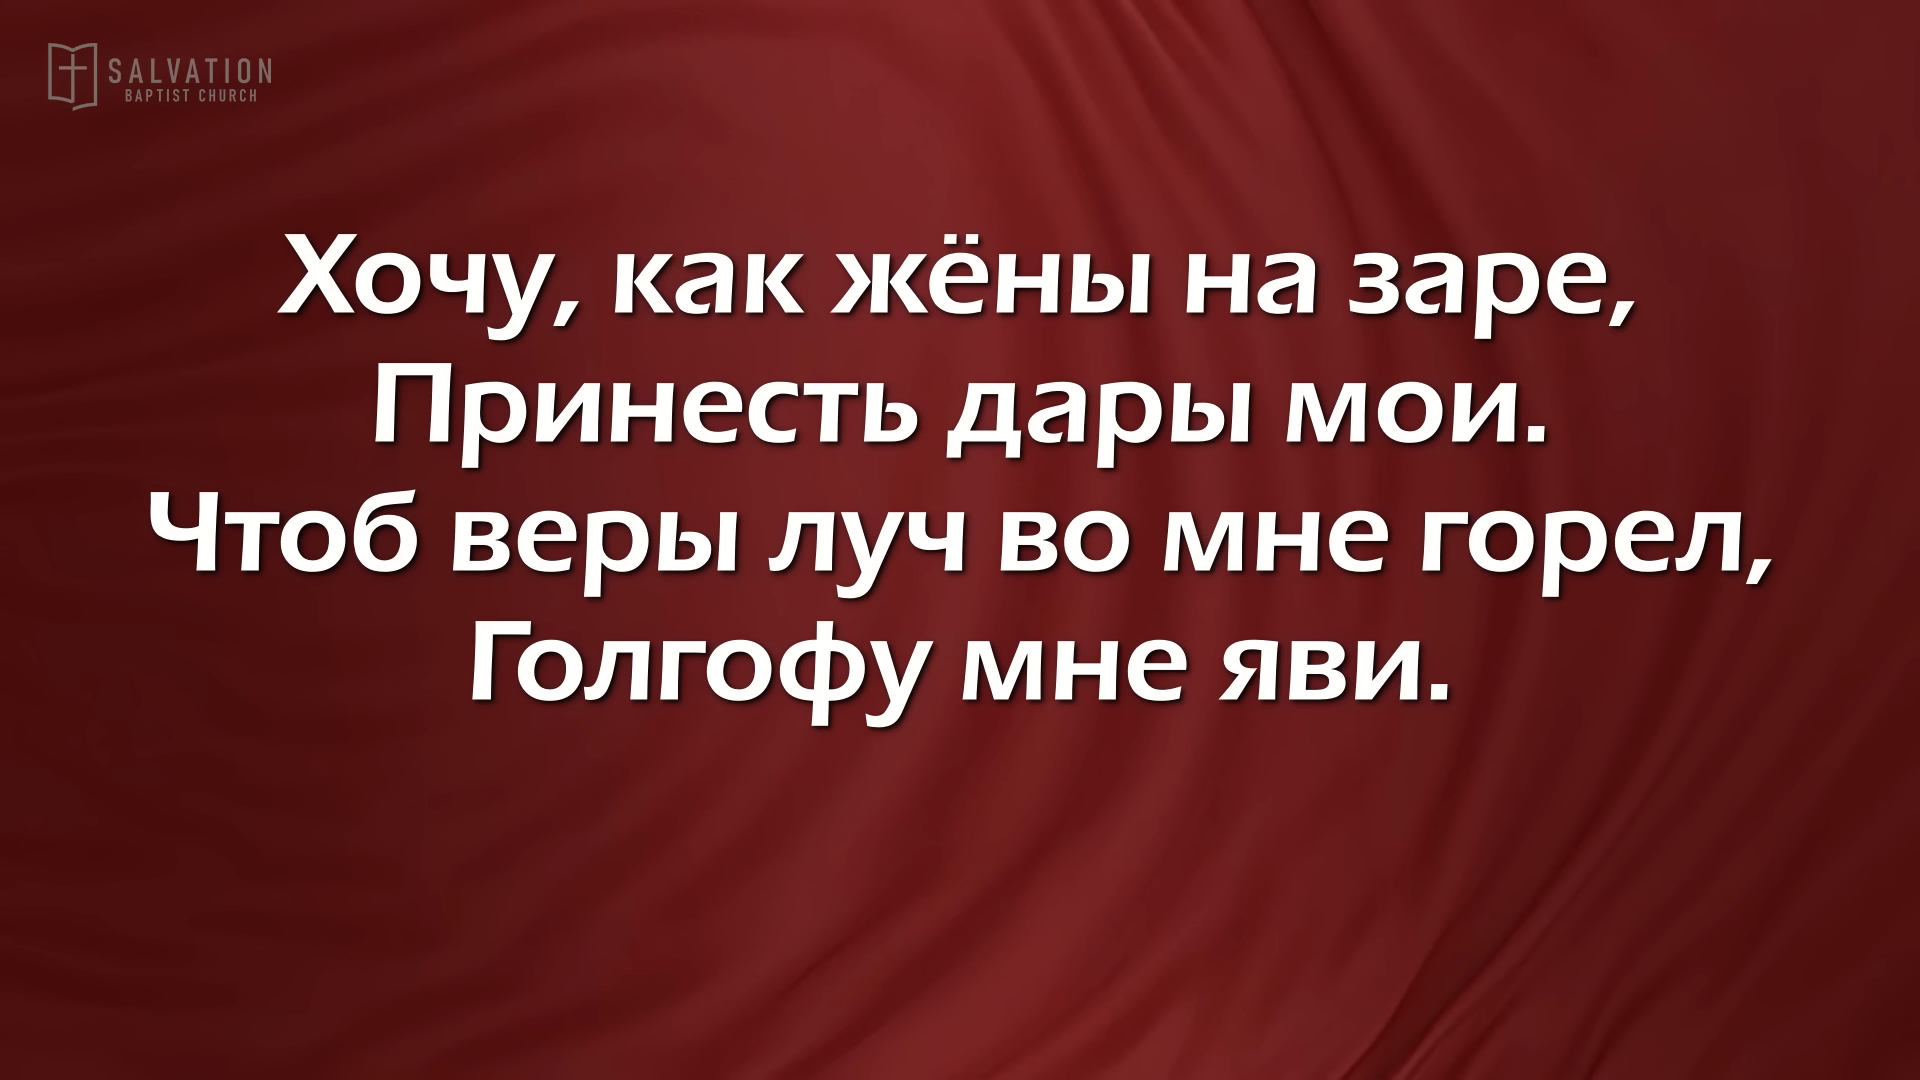 SALVATION
BAPTIST CHURCH
Хочу, как жёны на заре,
Принесть дары мои.
Чтоб веры луч во мне горел,
Голгофу мне яви.